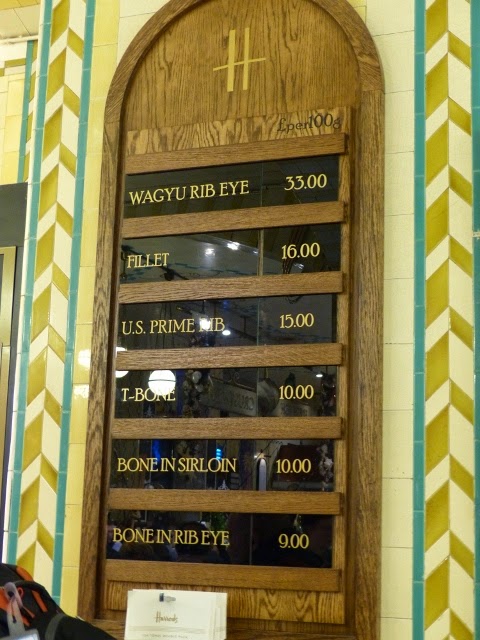 H
£per100g
WAGYU RIB EYE 33.00
FILLET 16.00
U.S. PRIME RIB 15.00
T-BONE 10.00
BONE IN SIRLOIN 10.00
BONE IN RIB EYE 9.00
Harrods